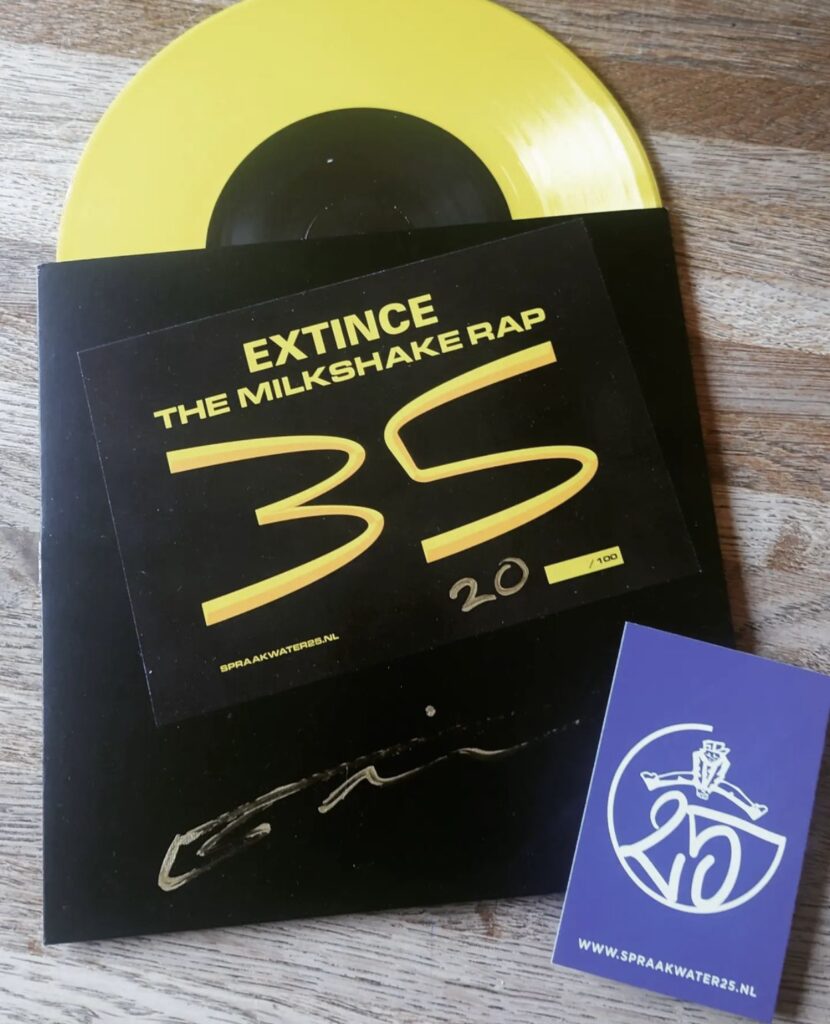 EXTINCE
THE MILKSHAKE RAP
35
20 /100
SPRAAKWATER25.NL
25
WWW.SPRAAKWATER25.NL